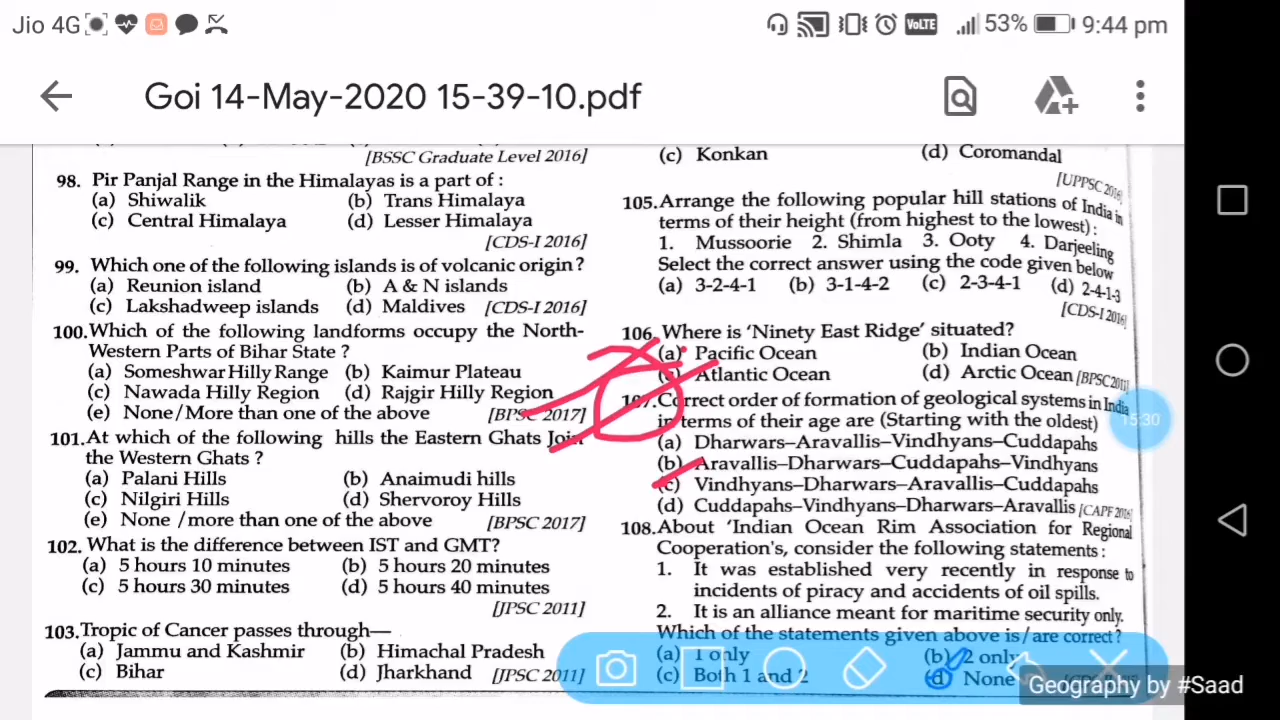 Jio 4G
VoLTE
53%
9:44 pm
Goi 14-May-2020 15-39-10.pdf
[BSSC Graduate Level 2016]
98. Pir Panjal Range in the Himalayas is a part of :
(a) Shiwalik (b) Trans Himalaya
(c) Central Himalaya (d) Lesser Himalaya
[CDS-I 2016]
99. Which one of the following islands is of volcanic origin?
(a) Reunion island (b) A & N islands
(c) Lakshadweep islands (d) Maldives [CDS-I 2016]
100. Which of the following landforms occupy the North-
Western Parts of Bihar State ?
(a) Someshwar Hilly Range (b) Kaimur Plateau
(c) Nawada Hilly Region (d) Rajgir Hilly Region
(e) None/More than one of the above [BPSC 2017]
101. At which of the following hills the Eastern Ghats Join
the Western Ghats ?
(a) Palani Hills (b) Anaimudi hills
(c) Nilgiri Hills (d) Shervoroy Hills
(e) None /more than one of the above [BPSC 2017]
102. What is the difference between IST and GMT?
(a) 5 hours 10 minutes (b) 5 hours 20 minutes
(c) 5 hours 30 minutes (d) 5 hours 40 minutes
[JPSC 2011]
103. Tropic of Cancer passes through—
(a) Jammu and Kashmir (b) Himachal Pradesh
(c) Bihar (d) Jharkhand [JPSC 2011]
(c) Konkan (d) Coromandal
[UPPSC 2016]
105. Arrange the following popular hill stations of India in
terms of their height (from highest to the lowest) :
1. Mussoorie 2. Shimla 3. Ooty 4. Darjeeling
Select the correct answer using the code given below
(a) 3-2-4-1 (b) 3-1-4-2 (c) 2-3-4-1 (d) 2-4-1-3
[CDS-I 2016]
106. Where is 'Ninety East Ridge' situated?
(a) Pacific Ocean (b) Indian Ocean
(c) Atlantic Ocean (d) Arctic Ocean [BPSC 2011]
107. Correct order of formation of geological systems in India
in terms of their age are (Starting with the oldest)
(a) Dharwars–Aravallis–Vindhyans–Cuddapahs
(b) Aravallis–Dharwars–Cuddapahs–Vindhyans
(c) Vindhyans–Dharwars–Aravallis–Cuddapahs
(d) Cuddapahs–Vindhyans–Dharwars–Aravallis [CAPF 2016]
15:30
108. About 'Indian Ocean Rim Association for Regional
Cooperation's, consider the following statements :
1. It was established very recently in response to
incidents of piracy and accidents of oil spills.
2. It is an alliance meant for maritime security only.
Which of the statements given above is/are correct?
(a) 1 only (b) 2 only
(c) Both 1 and 2 (d) None
Geography by #Saad